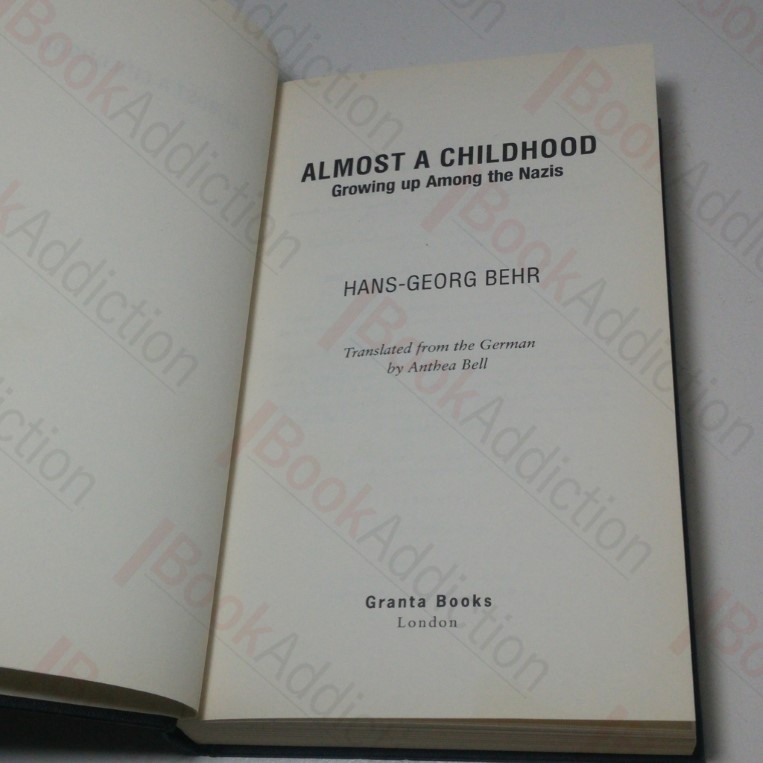 ALMOST A CHILDHOOD
Growing up Among the Nazis
HANS-GEORG BEHR
Translated from the German
by Anthea Bell
Granta Books
London
BookAddiction